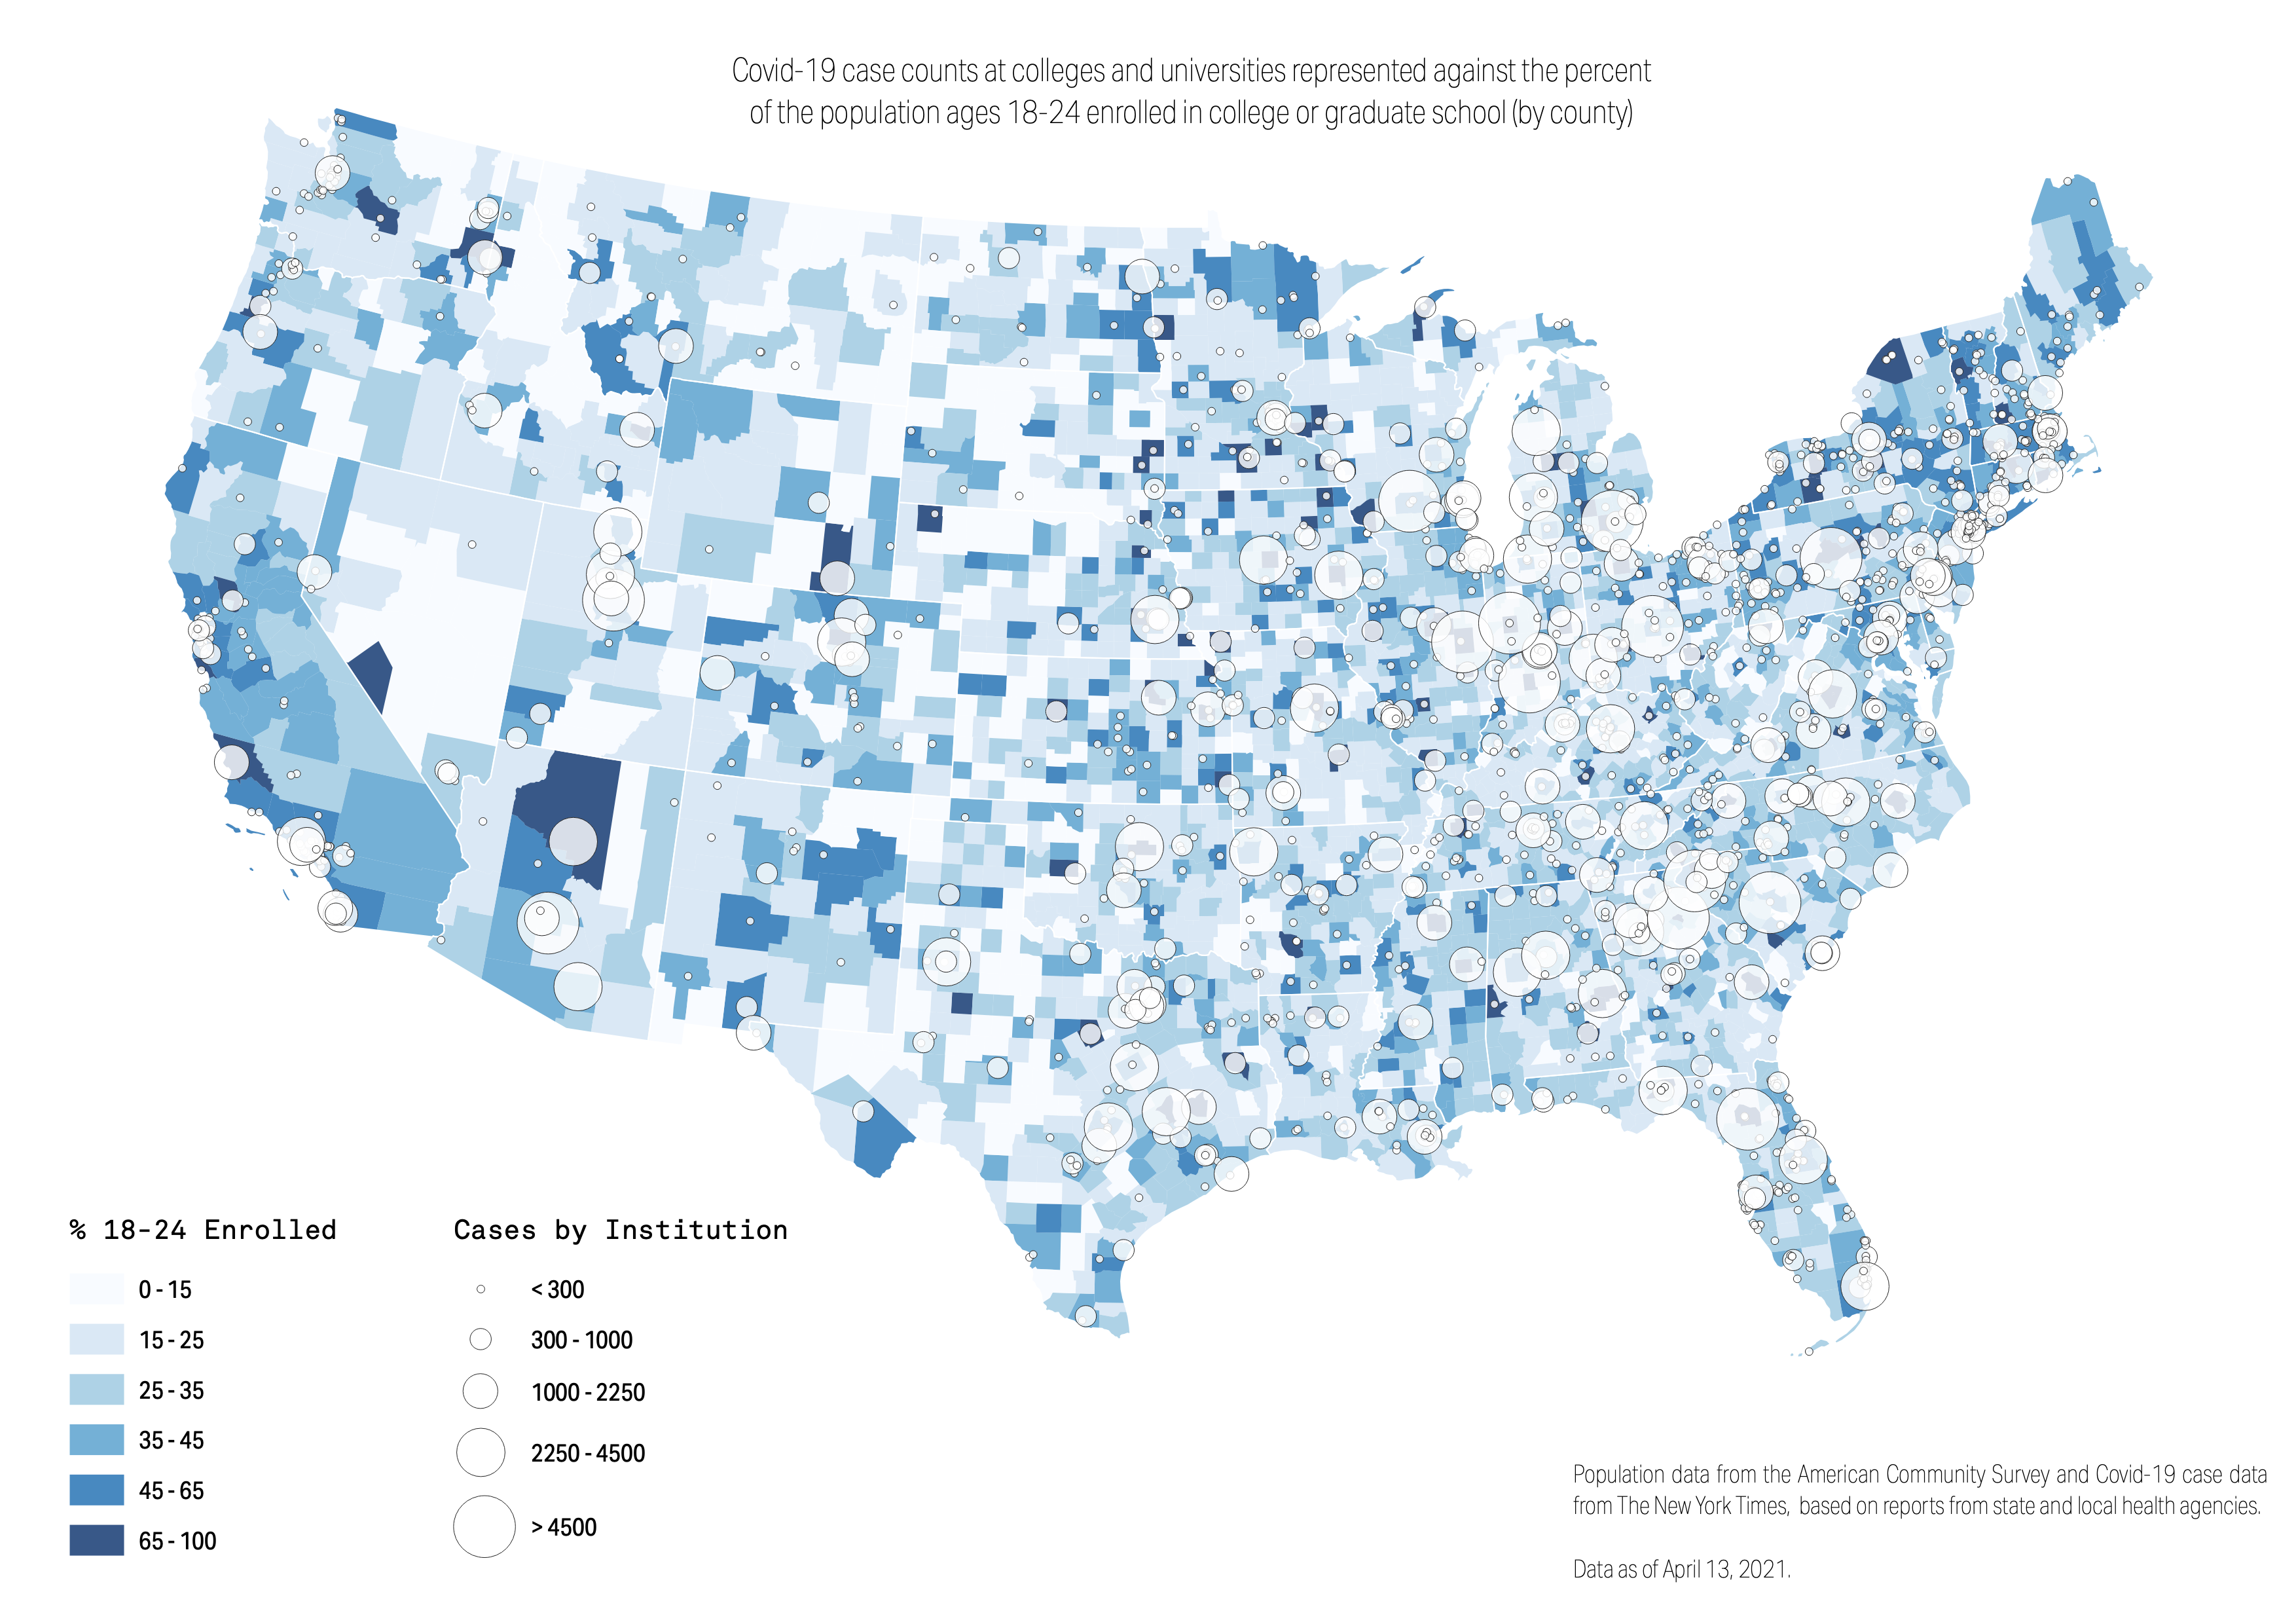 Covid-19 case counts at colleges and universities represented against the percent
of the population ages 18-24 enrolled in college or graduate school (by county)
% 18-24 Enrolled
0 - 15
15 - 25
25 - 35
35 - 45
45 - 65
65 - 100
Cases by Institution
< 300
300 - 1000
1000 - 2250
2250 - 4500
> 4500
Population data from the American Community Survey and Covid-19 case data
from The New York Times, based on reports from state and local health agencies.
Data as of April 13, 2021.